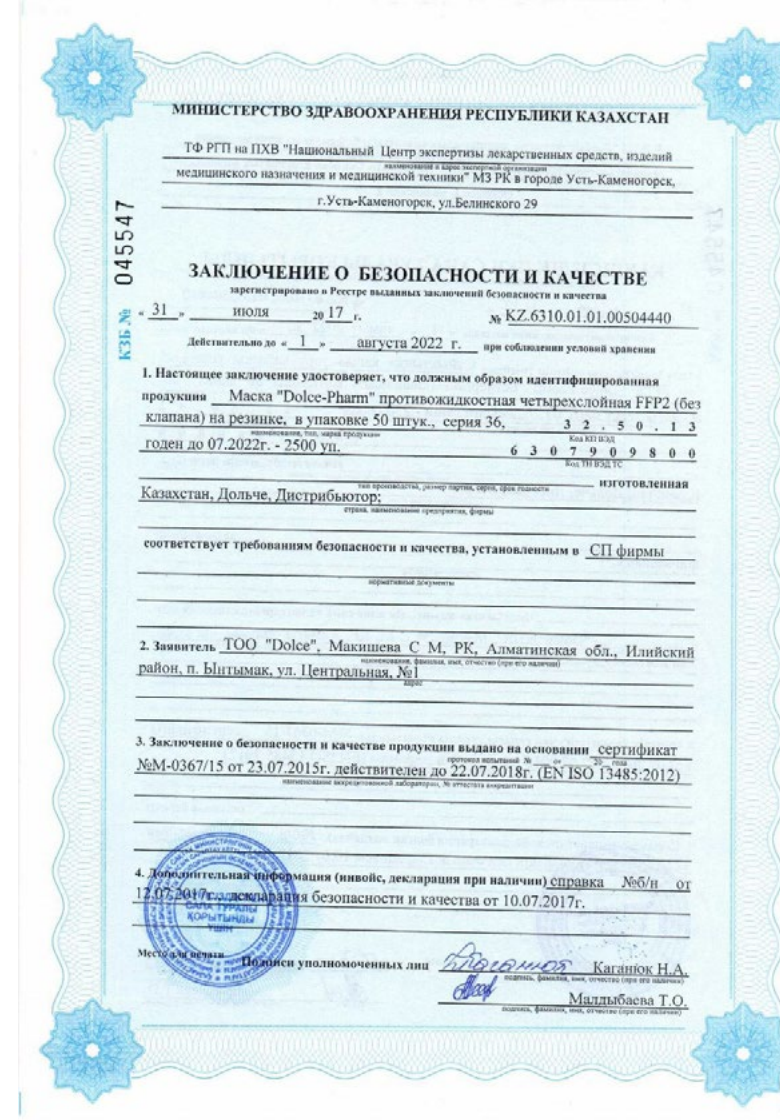 МИНИСТЕРСТВО ЗДРАВООХРАНЕНИЯ РЕСПУБЛИКИ КАЗАХСТАН
ТФ РГП на ПХВ "Национальный Центр экспертизы лекарственных средств, изделий
наименование и адрес экспертной организации
медицинского назначения и медицинской техники" МЗ РК в городе Усть-Каменогорск,
г.Усть-Каменогорск, ул.Белинского 29
КЗБ № 045547
ЗАКЛЮЧЕНИЕ О БЕЗОПАСНОСТИ И КАЧЕСТВЕ
зарегистрировано в Реестре выданных заключений безопасности и качества
« 31 » июля 20 17 г. № KZ.6310.01.01.00504440
Действительно до « 1 » августа 2022 г. при соблюдении условий хранения
1. Настоящее заключение удостоверяет, что должным образом идентифицированная
продукция Маска "Dolce-Pharm" противожидкостная четырехслойная FFP2 (без
клапана) на резинке, в упаковке 50 штук., серия 36, 3 2 . 5 0 . 1 3
наименование, тип, марка продукции Код КП ВЭД
годен до 07.2022г. - 2500 уп. 6 3 0 7 9 0 9 8 0 0
Код ТН ВЭД ТС
тип производства, размер партии, серия, срок годности изготовленная
Казахстан, Дольче, Дистрибьютор;
страна, наименование предприятия, фирмы
соответствует требованиям безопасности и качества, установленным в СП фирмы
нормативные документы
2. Заявитель ТОО "Dolce", Макишева С М, РК, Алматинская обл., Илийский
наименования, фамилия, имя, отчество (при его наличии)
район, п. Ынтымак, ул. Центральная, №1
адрес
3. Заключение о безопасности и качестве продукции выдано на основании сертификат
протокол испытаний № от 20 года
№М-0367/15 от 23.07.2015г. действителен до 22.07.2018г. (EN ISO 13485:2012)
наименование аккредитованной лаборатории, № аттестата аккредитации
4. Дополнительная информация (инвойс, декларация при наличии) справка №б/н от
12.07.2017г., декларация безопасности и качества от 10.07.2017г.
САПА ТУРАЛЫ
ҚОРЫТЫНДЫ
ҮШІН
Место для печати Подписи уполномоченных лиц Каганюк Н.А.
подпись, фамилия, имя, отчество (при его наличии)
Малдыбаева Т.О.
подпись, фамилия, имя, отчество (при его наличии)